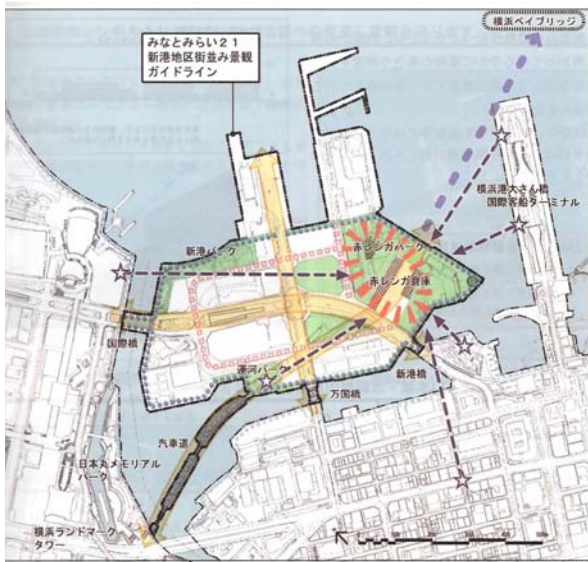 横浜ベイブリッジ
みなとみらい21
新港地区街並み景観
ガイドライン
横浜港大さん橋
国際客船ターミナル
新港パーク
赤レンガパーク
赤レンガ倉庫
国際橋
運河パーク
新港橋
万国橋
汽車道
日本丸メモリアル
パーク
横浜ランドマーク
タワー